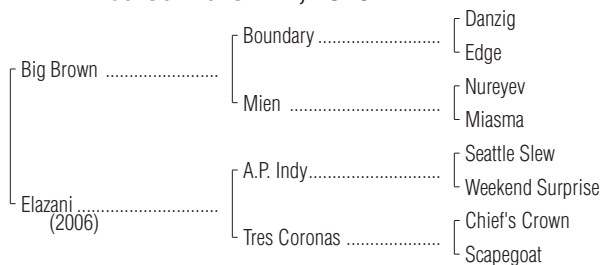 Danzig
Boundary
Edge
Big Brown
Nureyev
Mien
Miasma
Seattle Slew
A.P. Indy
Weekend Surprise
Elazani
(2006)
Chief's Crown
Tres Coronas
Scapegoat